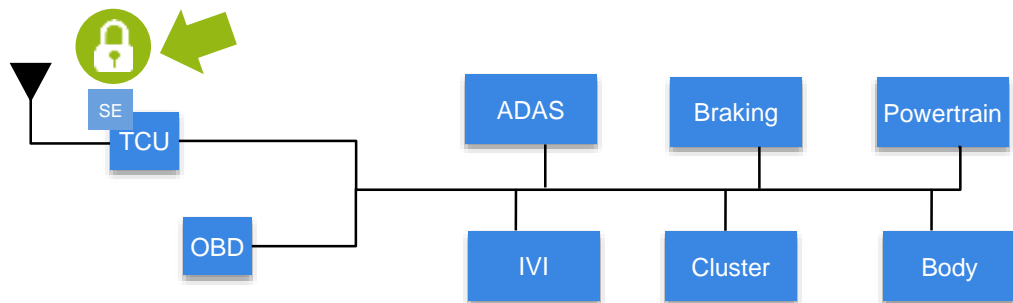 SE
TCU
ADAS
Braking
Powertrain
OBD
IVI
Cluster
Body